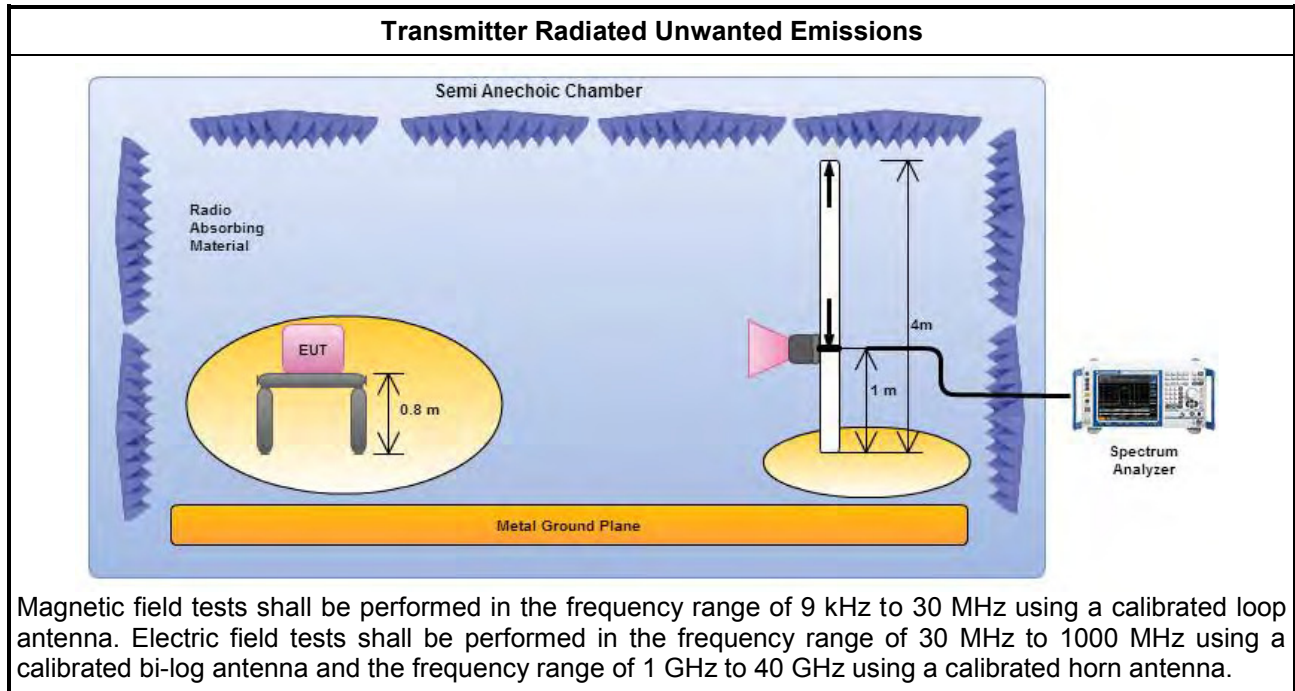 Transmitter Radiated Unwanted Emissions
Semi Anechoic Chamber
Radio
Absorbing
Material
EUT
0.8 m
4m
1 m
Spectrum
Analyzer
Metal Ground Plane
Magnetic field tests shall be performed in the frequency range of 9 kHz to 30 MHz using a calibrated loop
antenna. Electric field tests shall be performed in the frequency range of 30 MHz to 1000 MHz using a
calibrated bi-log antenna and the frequency range of 1 GHz to 40 GHz using a calibrated horn antenna.